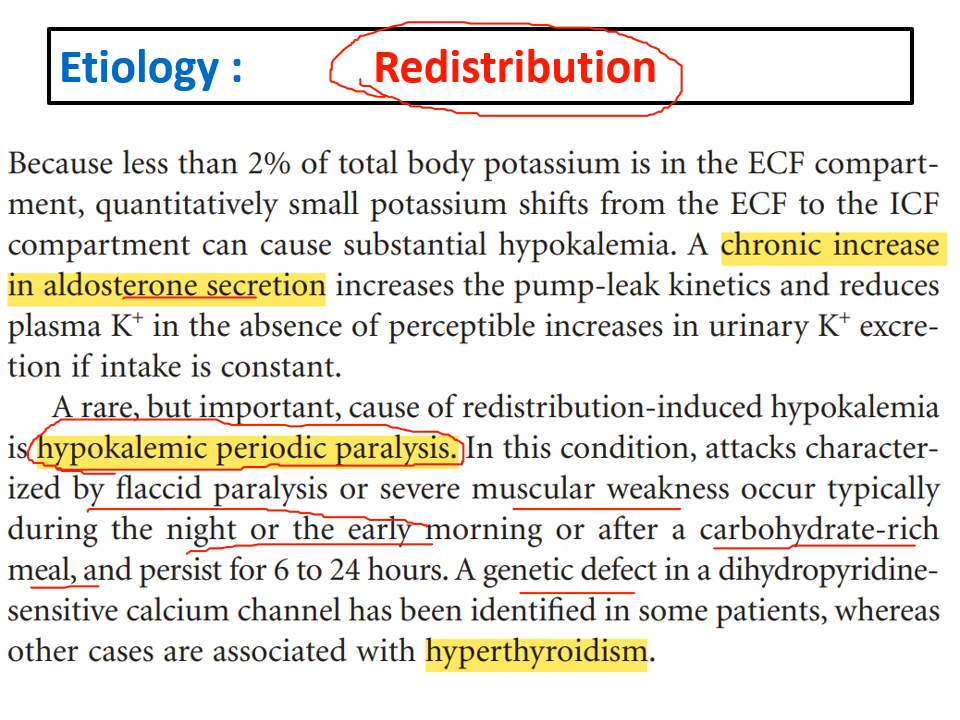 Etiology : Redistribution
Because less than 2% of total body potassium is in the ECF compart-
ment, quantitatively small potassium shifts from the ECF to the ICF
compartment can cause substantial hypokalemia. A chronic increase
in aldosterone secretion increases the pump-leak kinetics and reduces
plasma K⁺ in the absence of perceptible increases in urinary K⁺ excre-
tion if intake is constant.
A rare, but important, cause of redistribution-induced hypokalemia
is hypokalemic periodic paralysis. In this condition, attacks character-
ized by flaccid paralysis or severe muscular weakness occur typically
during the night or the early morning or after a carbohydrate-rich
meal, and persist for 6 to 24 hours. A genetic defect in a dihydropyridine-
sensitive calcium channel has been identified in some patients, whereas
other cases are associated with hyperthyroidism.